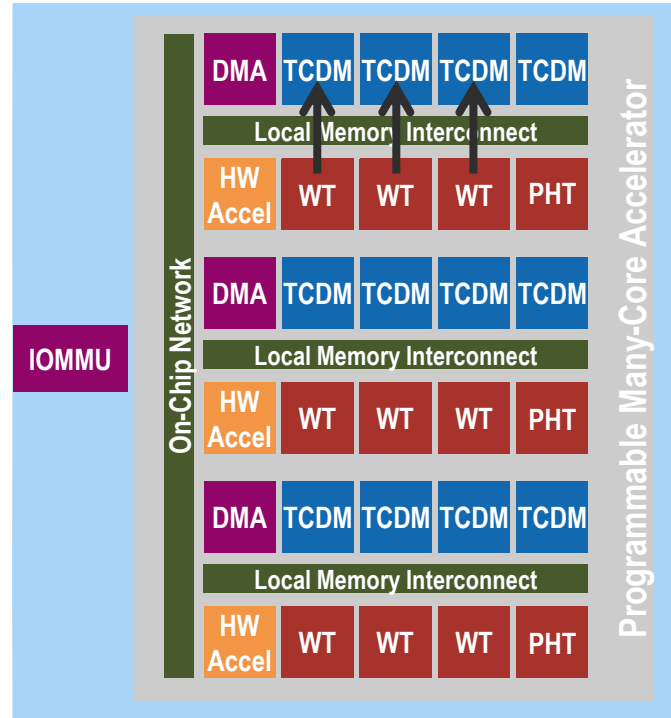 DMA TCDM TCDM TCDM TCDM
Local Memory Interconnect
HW
Accel WT WT WT PHT
DMA TCDM TCDM TCDM TCDM
Local Memory Interconnect
HW
Accel WT WT WT PHT
DMA TCDM TCDM TCDM TCDM
Local Memory Interconnect
HW
Accel WT WT WT PHT
IOMMU
On-Chip Network
Programmable Many-Core Accelerator